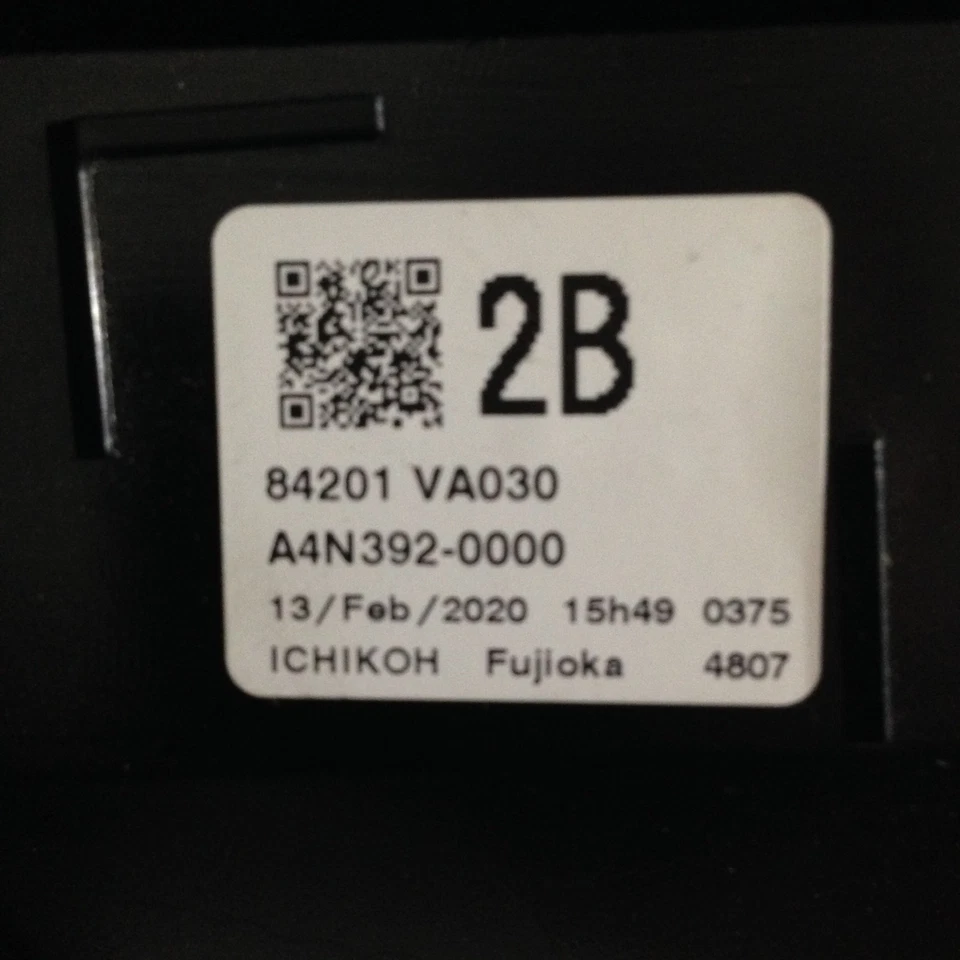 2B
84201 VA030
A4N392-0000
13/Feb/2020 15h49 0375
ICHIKOH Fujioka 4807